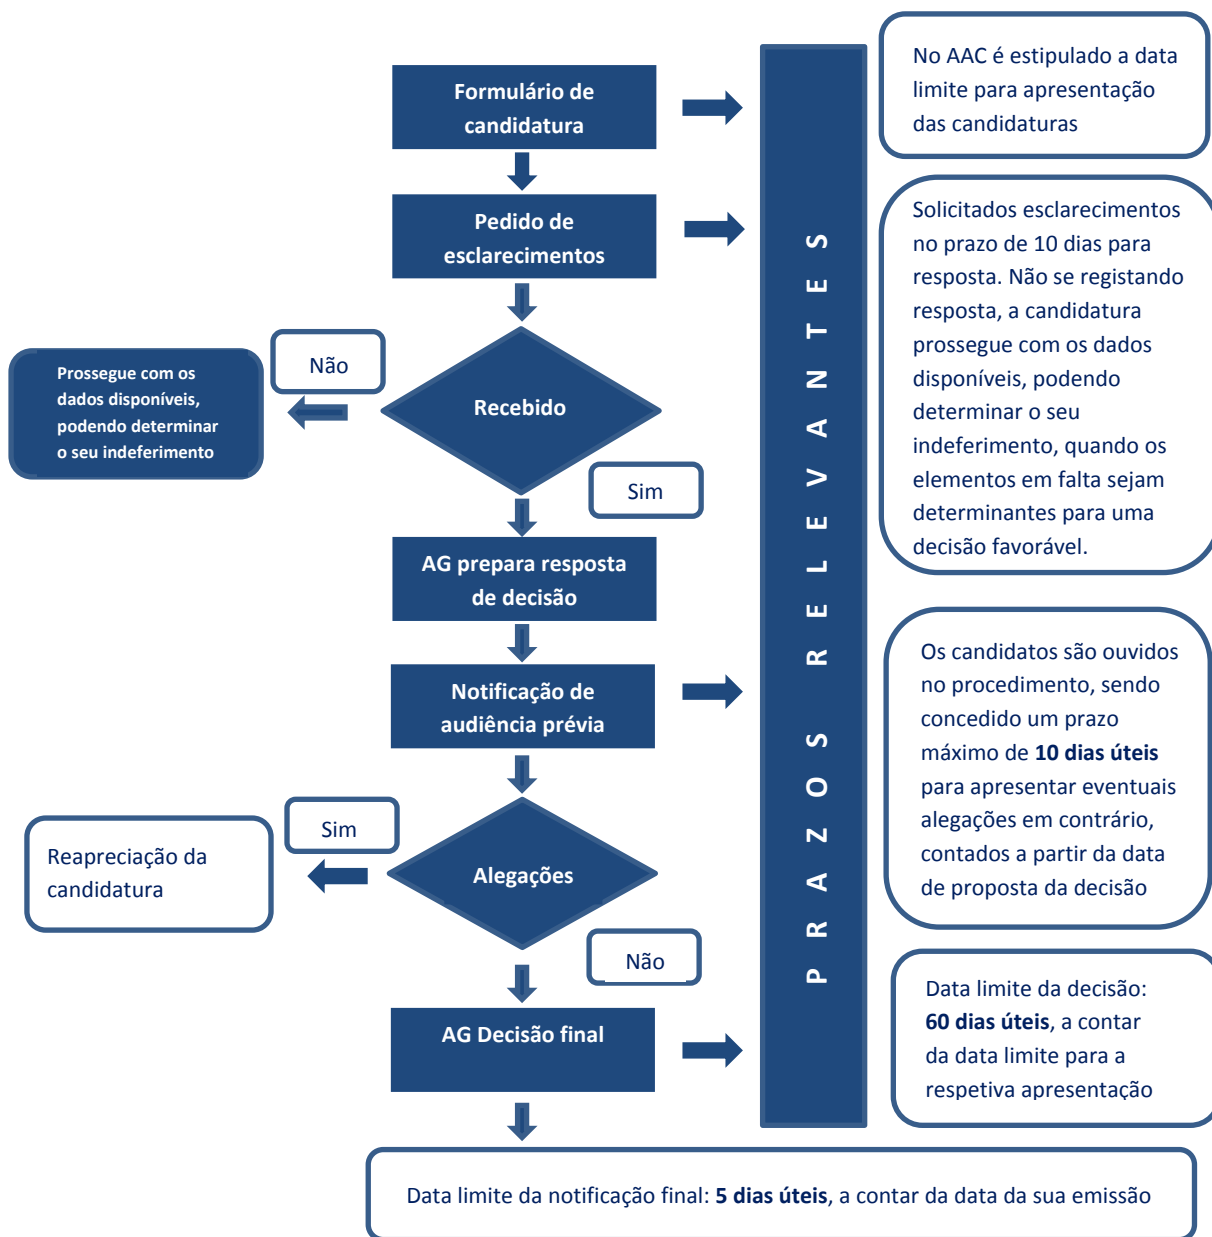 Formulário de
candidatura
No AAC é estipulado a data
limite para apresentação
das candidaturas
Pedido de
esclarecimentos
Solicitados esclarecimentos
no prazo de 10 dias para
resposta. Não se registando
resposta, a candidatura
prossegue com os dados
disponíveis, podendo
determinar o seu
indeferimento, quando os
elementos em falta sejam
determinantes para uma
decisão favorável.
Não
Prossegue com os
dados disponíveis,
podendo determinar
o seu indeferimento
Recebido
Sim
AG prepara resposta
de decisão
Notificação de
audiência prévia
Os candidatos são ouvidos
no procedimento, sendo
concedido um prazo
máximo de 10 dias úteis
para apresentar eventuais
alegações em contrário,
contados a partir da data
de proposta da decisão
Sim
Reapreciação da
candidatura
Alegações
Não
AG Decisão final
Data limite da decisão:
60 dias úteis, a contar
da data limite para a
respetiva apresentação
PRAZOS RELEVANTES
Data limite da notificação final: 5 dias úteis, a contar da data da sua emissão